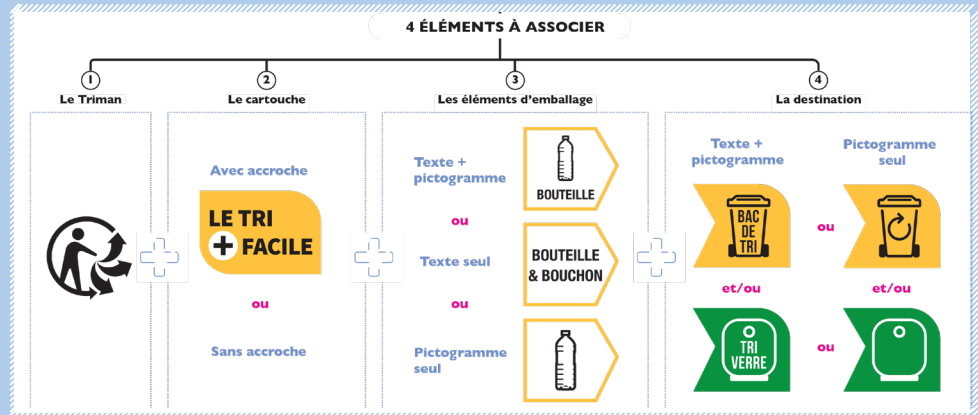 4 ÉLÉMENTS À ASSOCIER
1
Le Triman
2
Le cartouche
3
Les éléments d’emballage
4
La destination
Avec accroche
LE TRI
+ FACILE
ou
Sans accroche
Texte +
pictogramme
BOUTEILLE
ou
Texte seul
BOUTEILLE
& BOUCHON
ou
Pictogramme
seul
Texte +
pictogramme
Pictogramme
seul
BAC
DE
TRI
ou
et/ou
et/ou
TRI
VERRE
ou